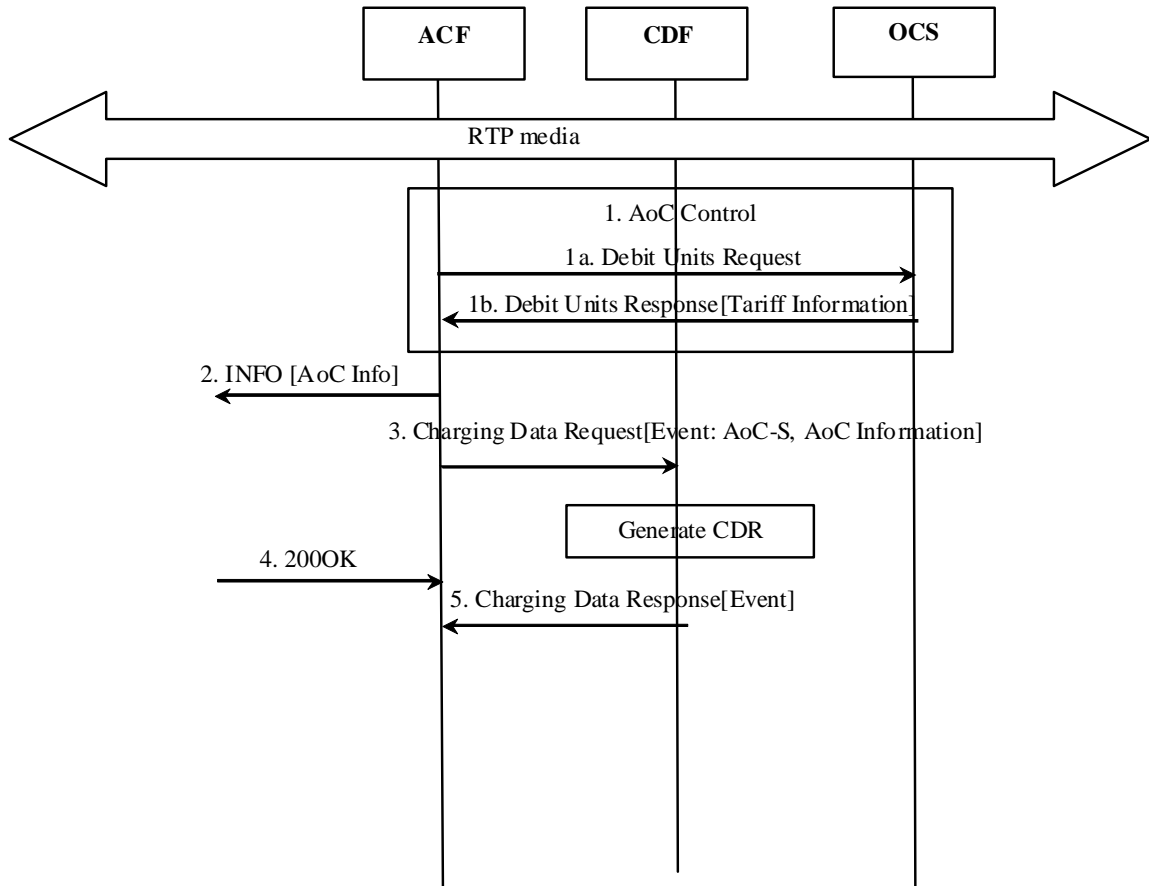 ACF CDF OCS
RTP media
1. AoC Control
1a. Debit Units Request
1b. Debit Units Response[Tariff Information]
2. INFO [AoC Info]
3. Charging Data Request[Event: AoC-S, AoC Information]
Generate CDR
4. 200OK
5. Charging Data Response[Event]